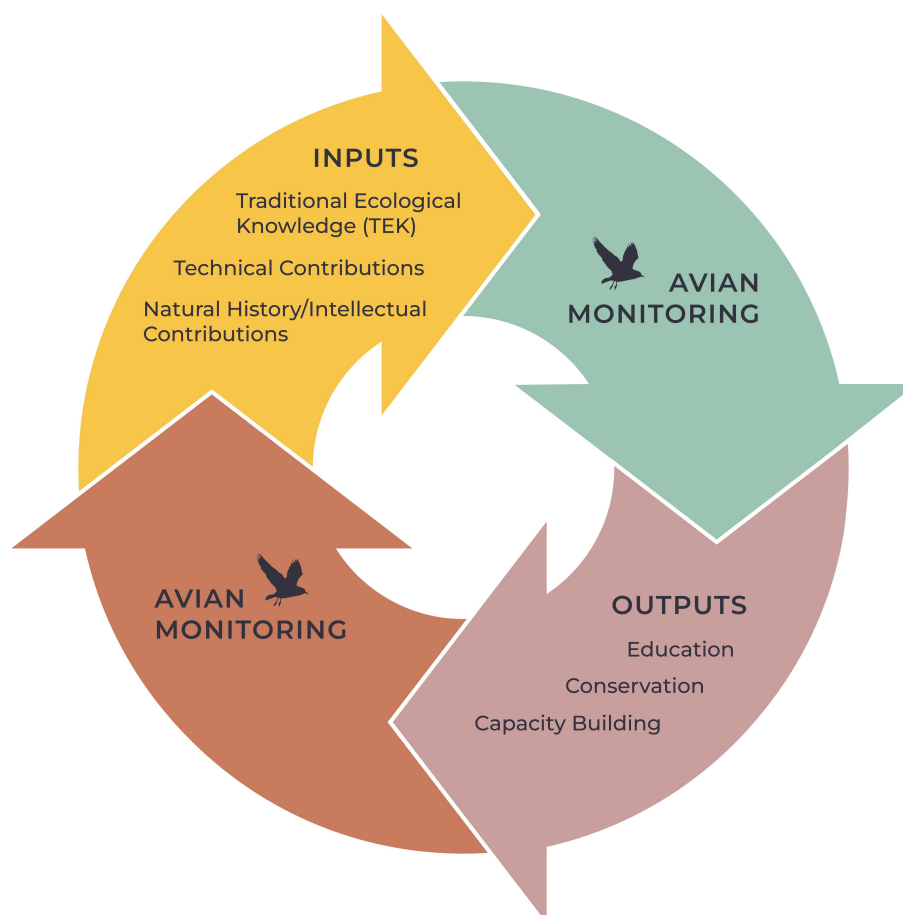 INPUTS
Traditional Ecological
Knowledge (TEK)
Technical Contributions
Natural History/Intellectual
Contributions
AVIAN
MONITORING
OUTPUTS
Education
Conservation
Capacity Building
AVIAN
MONITORING